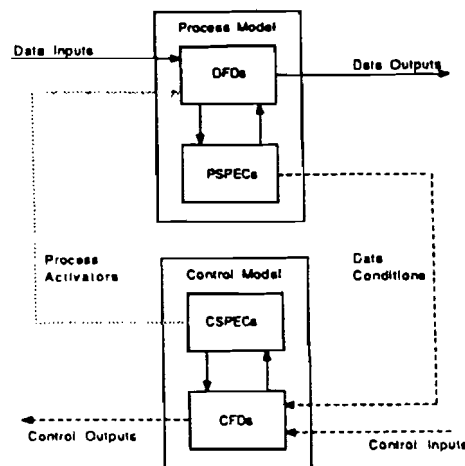 Process Model
Data Inputs
DFDs
Data Outputs
PSPECs
Process
Activators
Data
Conditions
Control Model
CSPECs
CFDs
Control Outputs
Control Inputs